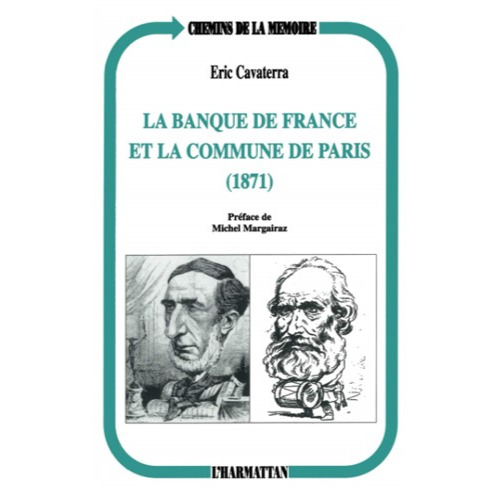 CHEMINS DE LA MEMOIRE
Eric Cavaterra
LA BANQUE DE FRANCE
ET LA COMMUNE DE PARIS
(1871)
Préface de
Michel Margairaz
L'HARMATTAN